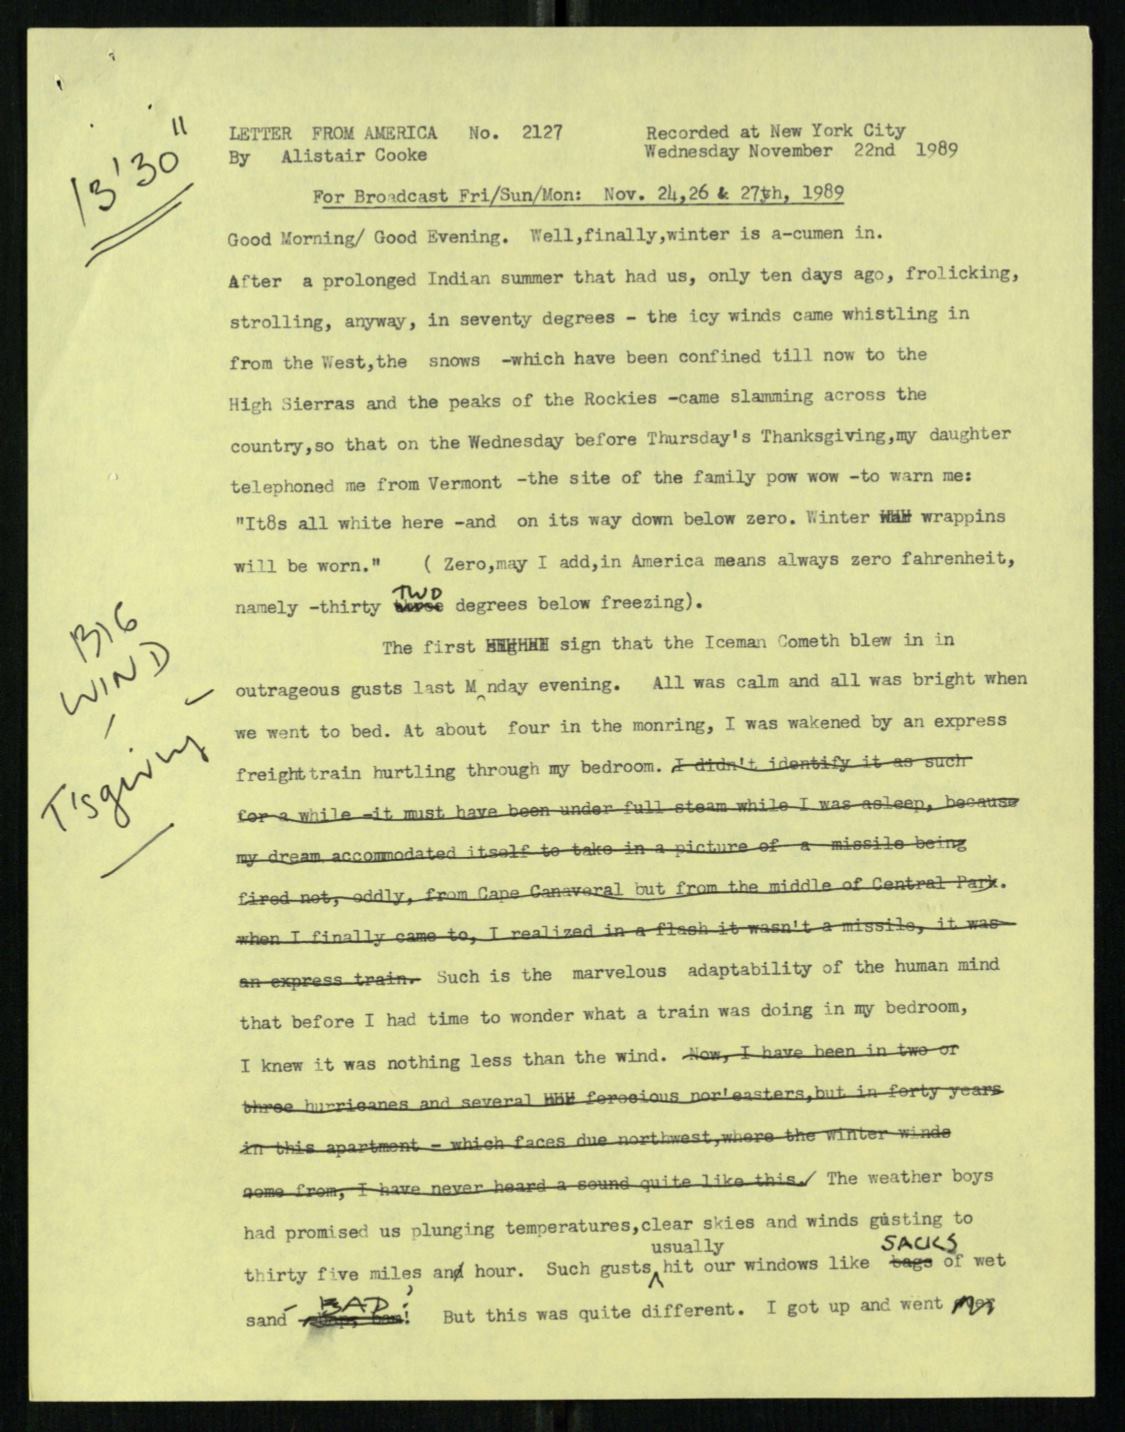 13'30"
LETTER FROM AMERICA No. 2127
Recorded at New York City
By Alistair Cooke
Wednesday November 22nd 1989
For Broadcast Fri/Sun/Mon: Nov. 24,26 & 27th, 1989
Good Morning/ Good Evening. Well,finally,winter is a-cumen in.
After a prolonged Indian summer that had us, only ten days ago, frolicking,
strolling, anyway, in seventy degrees - the icy winds came whistling in
from the West,the snows -which have been confined till now to the
High Sierras and the peaks of the Rockies -came slamming across the
country,so that on the Wednesday before Thursday's Thanksgiving,my daughter
telephoned me from Vermont -the site of the family pow wow -to warn me:
"It8s all white here -and on its way down below zero. Winter wrappins
will be worn." ( Zero,may I add,in America means always zero fahrenheit,
TWO
namely -thirty degrees below freezing).
BIG
WIND
-
T'sgiving
The first sign that the Iceman Cometh blew in in
outrageous gusts last M nday evening. All was calm and all was bright when
we went to bed. At about four in the monring, I was wakened by an express
freighttrain hurtling through my bedroom. I didn't identify it as such
for a while -it must have been under full steam while I was asleep, because
my dream accommodated itself to take in a picture of a missile being
fired not, oddly, from Cape Canaveral but from the middle of Central Park.
when I finally came to, I realized in a flash it wasn't a missile, it was
an express train. Such is the marvelous adaptability of the human mind
that before I had time to wonder what a train was doing in my bedroom,
I knew it was nothing less than the wind. Now, I have been in two or
three hurricanes and several ferocious nor'easters,but in forty years
in this apartment - which faces due northwest,where the winter winds
come from, I have never heard a sound quite like this. The weather boys
had promised us plunging temperatures,clear skies and winds gusting to
usually SACKS
thirty five miles, an hour. Such gusts hit our windows like bags of wet
BAD
sand - ! But this was quite different. I got up and went